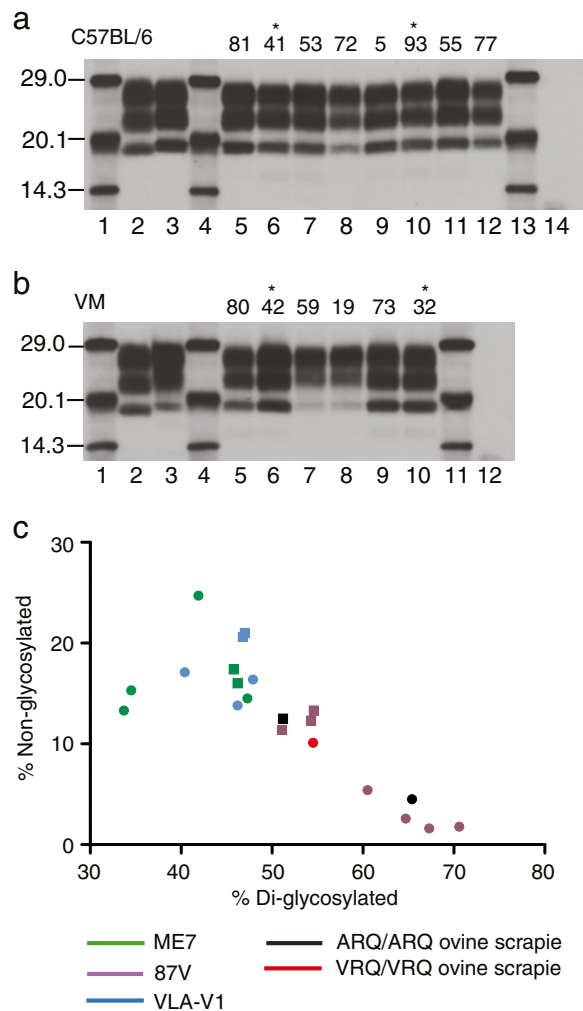 a
C57BL/6
* *
81 41 53 72 5 93 55 77
29.0
20.1
14.3
1 2 3 4 5 6 7 8 9 10 11 12 13 14
b
VM
* *
80 42 59 19 73 32
29.0
20.1
14.3
1 2 3 4 5 6 7 8 9 10 11 12
c
30
20
10
0
% Non-glycosylated
30 40 50 60 70 80
% Di-glycosylated
ME7 ARQ/ARQ ovine scrapie
87V VRQ/VRQ ovine scrapie
VLA-V1